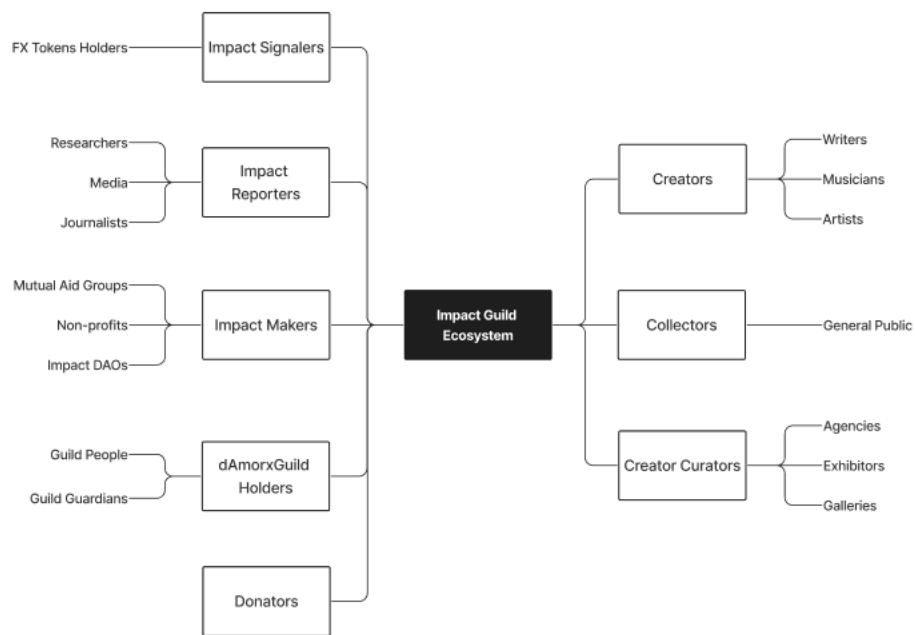 FX Tokens Holders
Impact Signalers
Researchers
Media
Journalists
Impact
Reporters
Mutual Aid Groups
Non-profits
Impact DAOs
Impact Makers
Guild People
Guild Guardians
dAmorxGuild
Holders
Donators
Impact Guild
Ecosystem
Creators
Writers
Musicians
Artists
Collectors
General Public
Creator Curators
Agencies
Exhibitors
Galleries